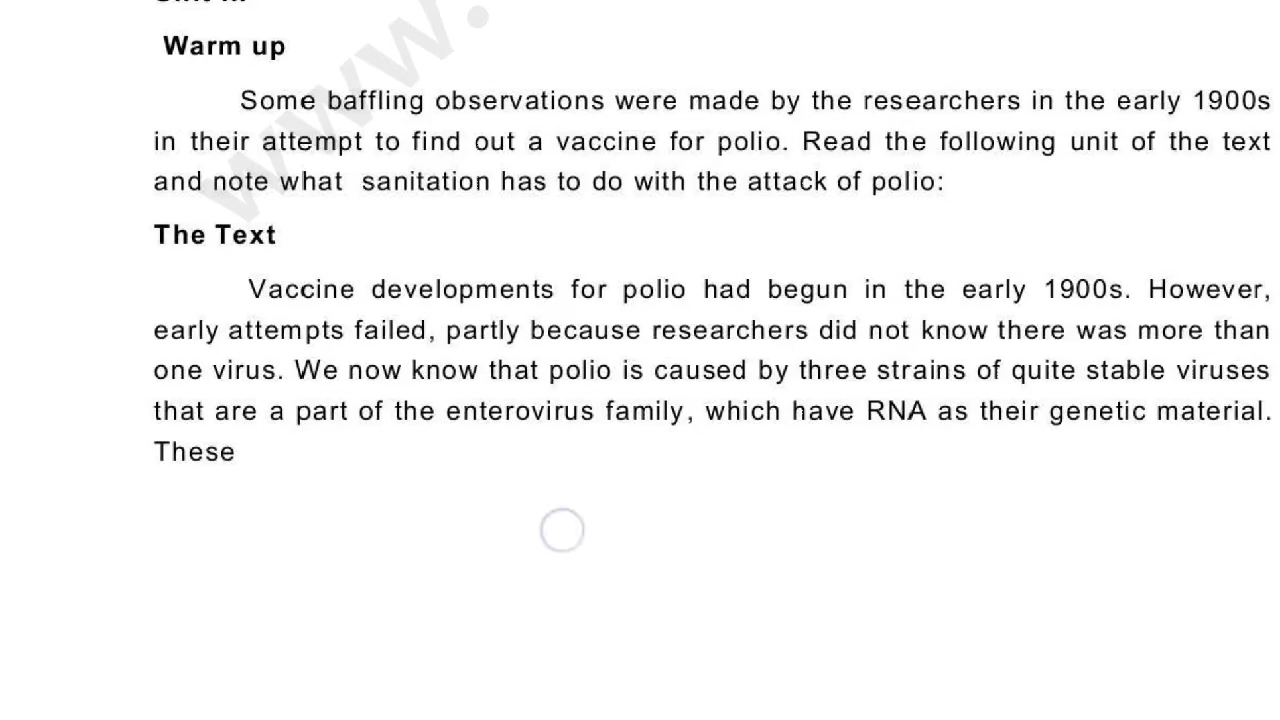 Warm up
Some baffling observations were made by the researchers in the early 1900s
in their attempt to find out a vaccine for polio. Read the following unit of the text
and note what sanitation has to do with the attack of polio:
The Text
Vaccine developments for polio had begun in the early 1900s. However,
early attempts failed, partly because researchers did not know there was more than
one virus. We now know that polio is caused by three strains of quite stable viruses
that are a part of the enterovirus family, which have RNA as their genetic material.
These
www.